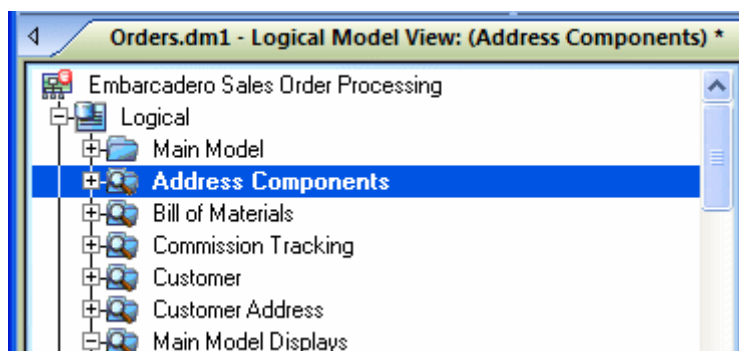 Orders.dm1 - Logical Model View: (Address Components) *
Embarcadero Sales Order Processing
Logical
Main Model
Address Components
Bill of Materials
Commission Tracking
Customer
Customer Address
Main Model Displays